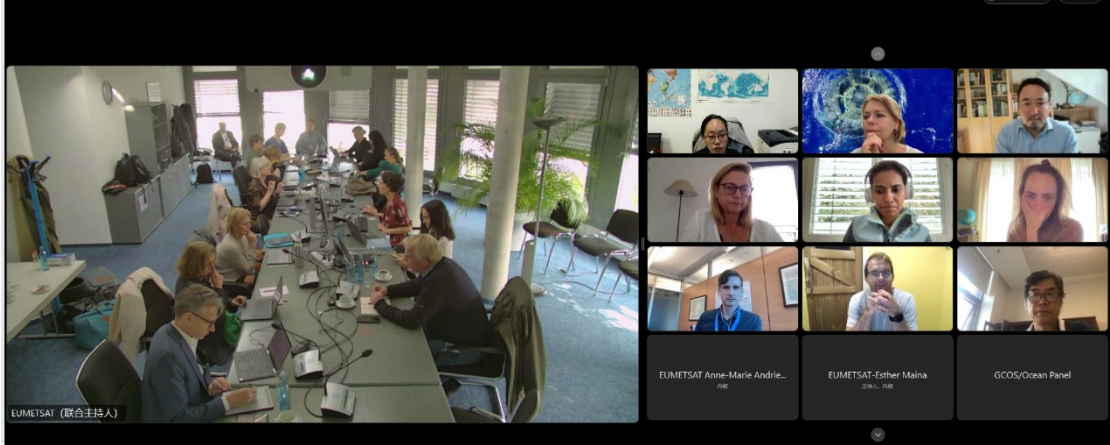 EUMETSAT（联合主持人）
EUMETSAT Anne-Marie Andrie...
内部
EUMETSAT-Esther Maina
主持人、内部
GCOS/Ocean Panel